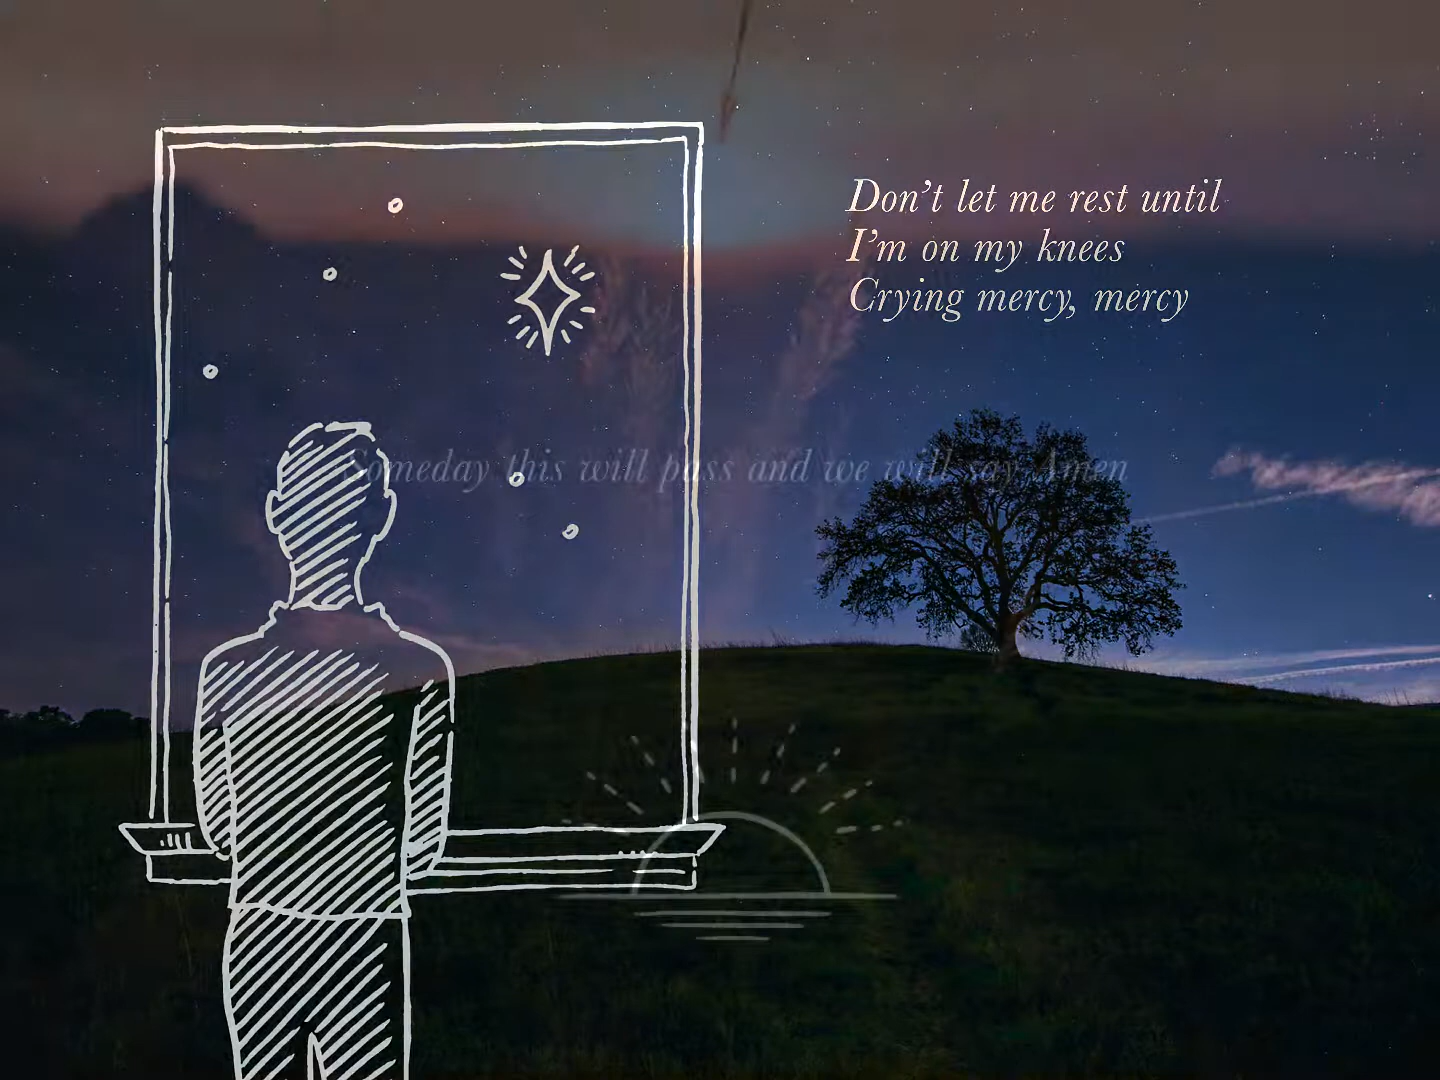 Don't let me rest until
I'm on my knees
Crying mercy, mercy
Someday this will pass and we will say Amen